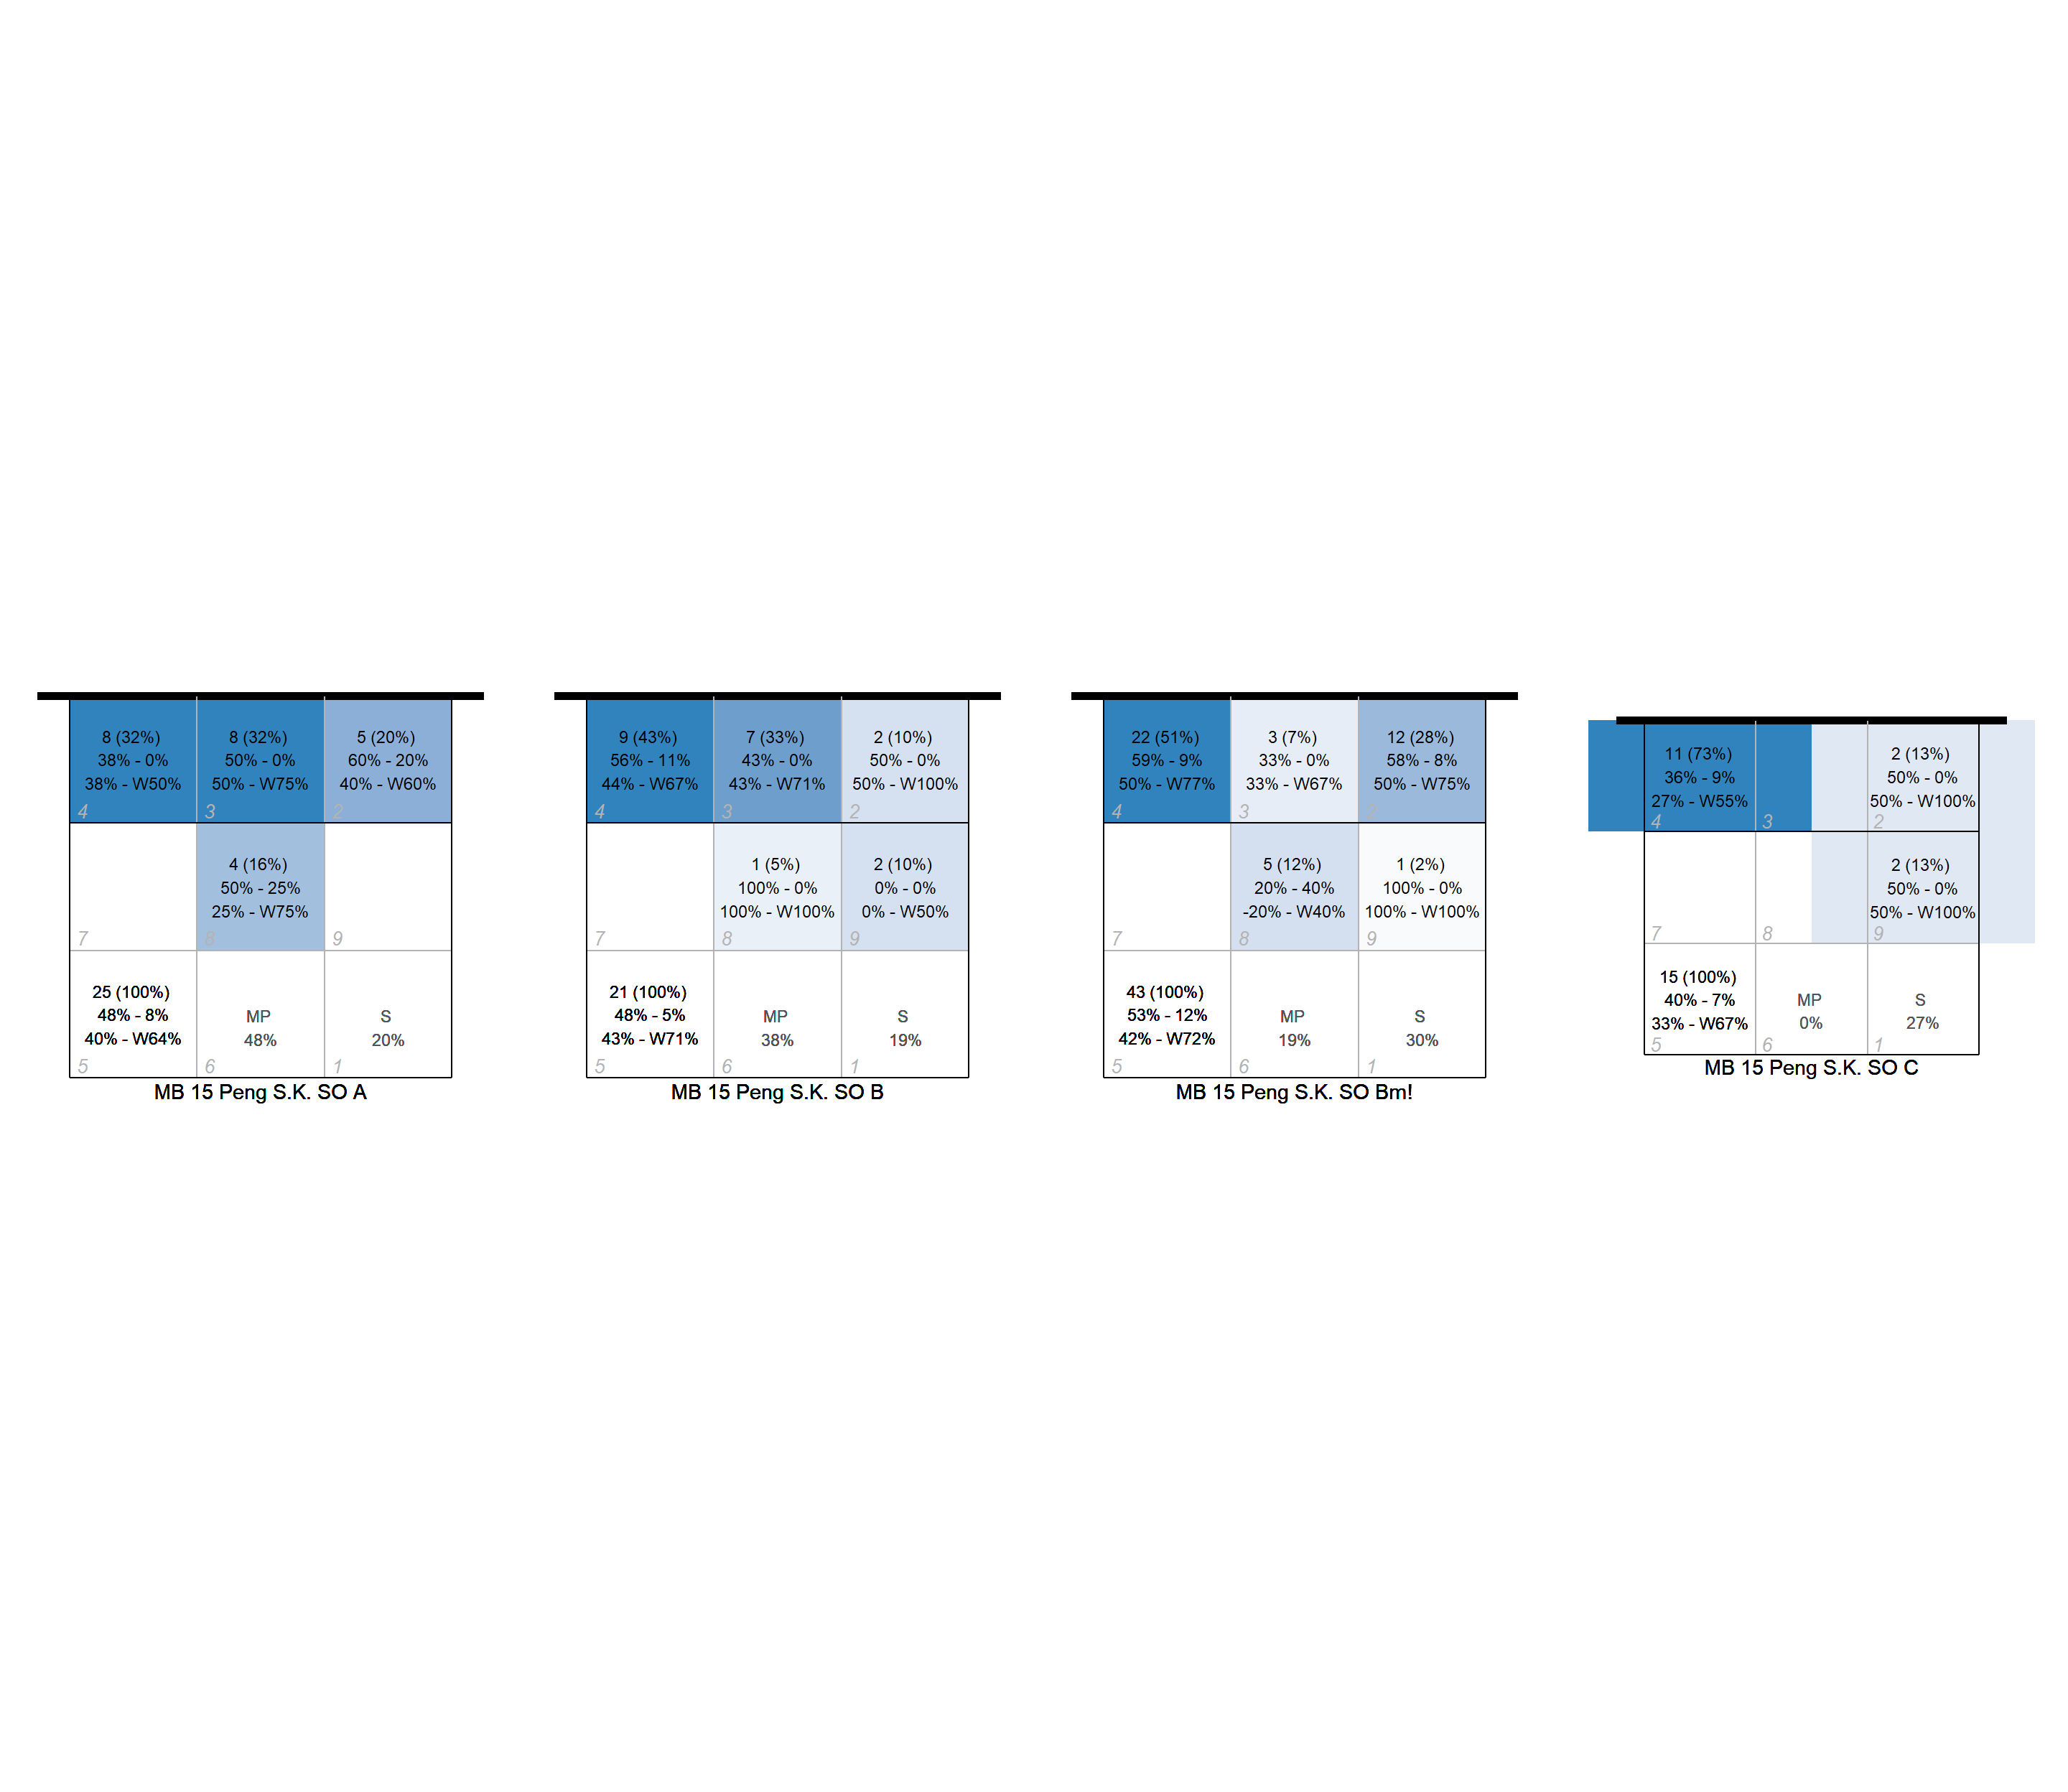 8 (32%)
38% - 0%
38% - W50%
4
8 (32%)
50% - 0%
50% - W75%
3
5 (20%)
60% - 20%
40% - W60%
2
7
4 (16%)
50% - 25%
25% - W75%
8
9
25 (100%)
48% - 8%
40% - W64%
5
MP
48%
6
S
20%
1
MB 15 Peng S.K. SO A
9 (43%)
56% - 11%
44% - W67%
4
7 (33%)
43% - 0%
43% - W71%
3
2 (10%)
50% - 0%
50% - W100%
2
7
1 (5%)
100% - 0%
100% - W100%
8
2 (10%)
0% - 0%
0% - W50%
9
21 (100%)
48% - 5%
43% - W71%
5
MP
38%
6
S
19%
1
MB 15 Peng S.K. SO B
22 (51%)
59% - 9%
50% - W77%
4
3 (7%)
33% - 0%
33% - W67%
3
12 (28%)
58% - 8%
50% - W75%
2
7
5 (12%)
20% - 40%
-20% - W40%
8
1 (2%)
100% - 0%
100% - W100%
9
43 (100%)
53% - 12%
42% - W72%
5
MP
19%
6
S
30%
1
MB 15 Peng S.K. SO Bm!
11 (73%)
36% - 9%
27% - W55%
4
3
2 (13%)
50% - 0%
50% - W100%
2
7
8
2 (13%)
50% - 0%
50% - W100%
9
15 (100%)
40% - 7%
33% - W67%
5
MP
0%
6
S
27%
1
MB 15 Peng S.K. SO C